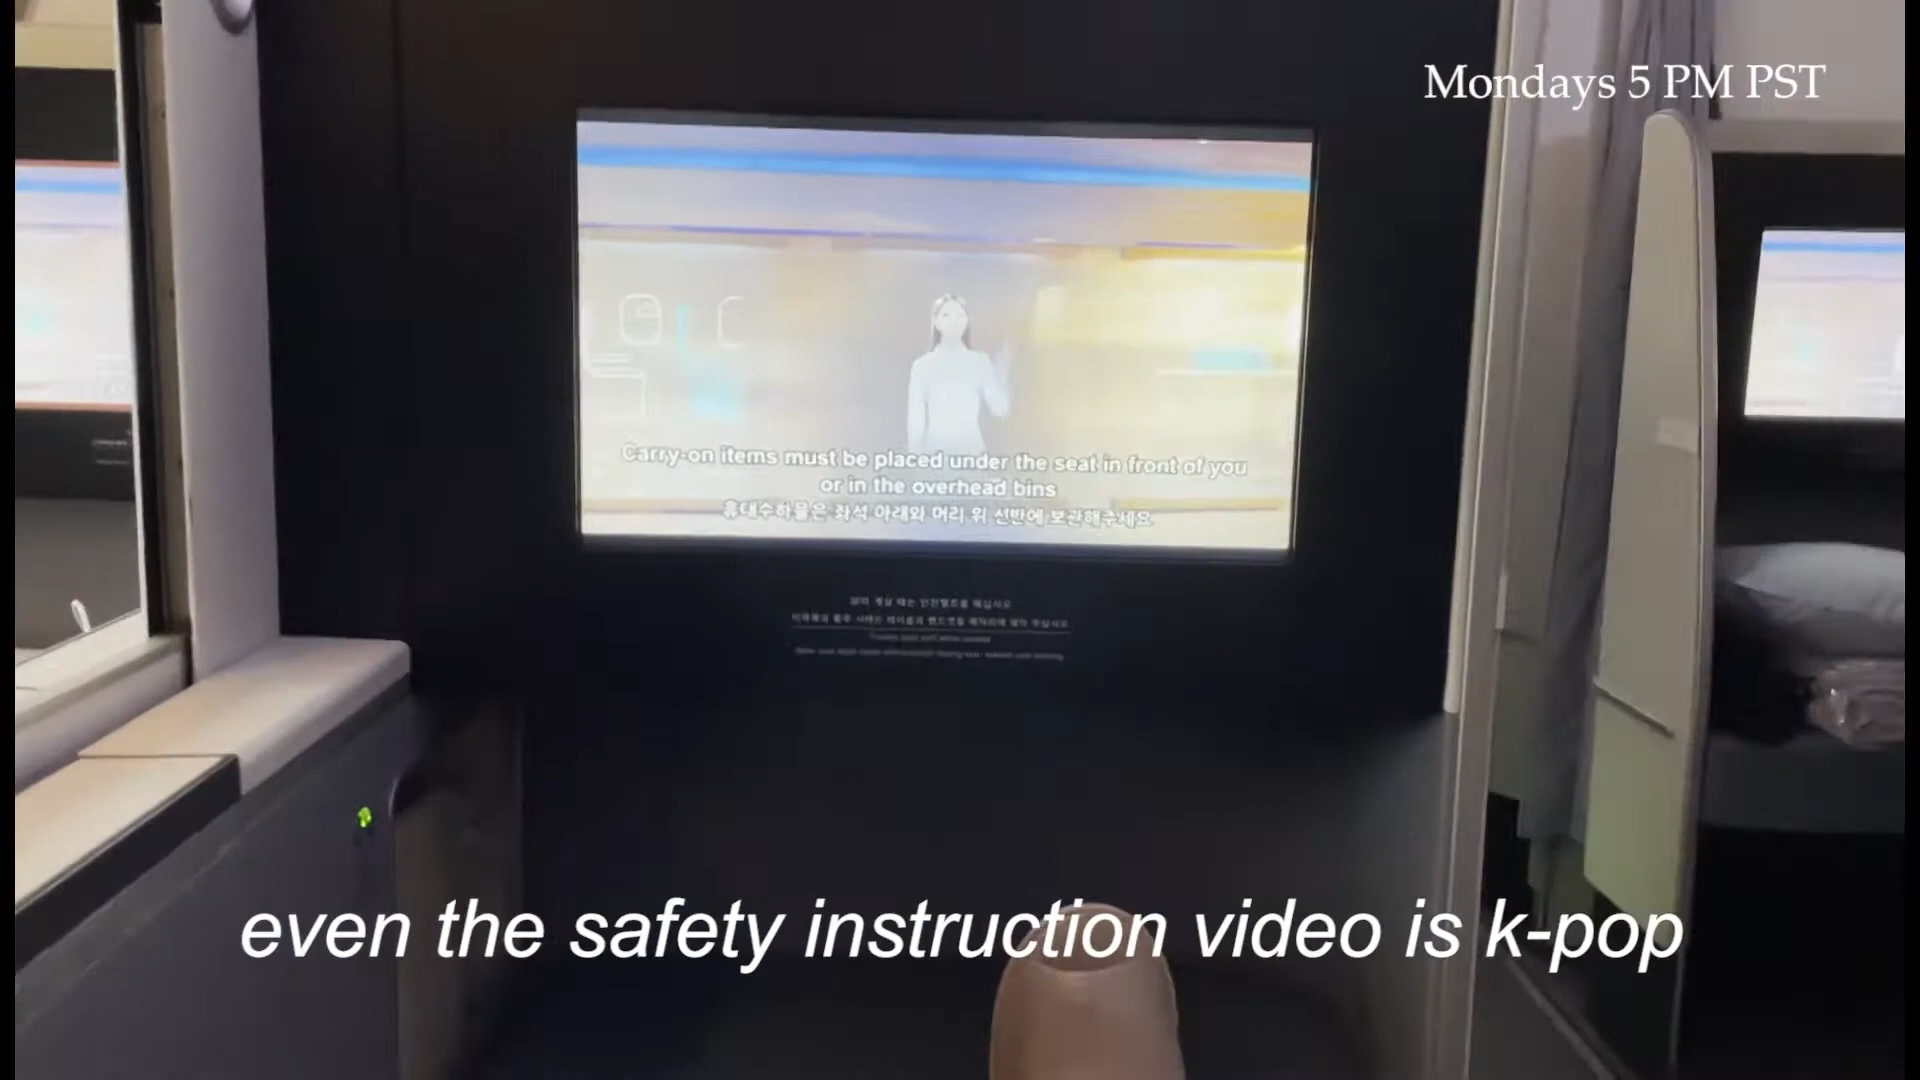 Mondays 5 PM PST
Carry-on items must be placed under the seat in front of you
or in the overhead bins
휴대수하물은 좌석 아래와 머리 위 선반에 보관해주세요
even the safety instruction video is k-pop